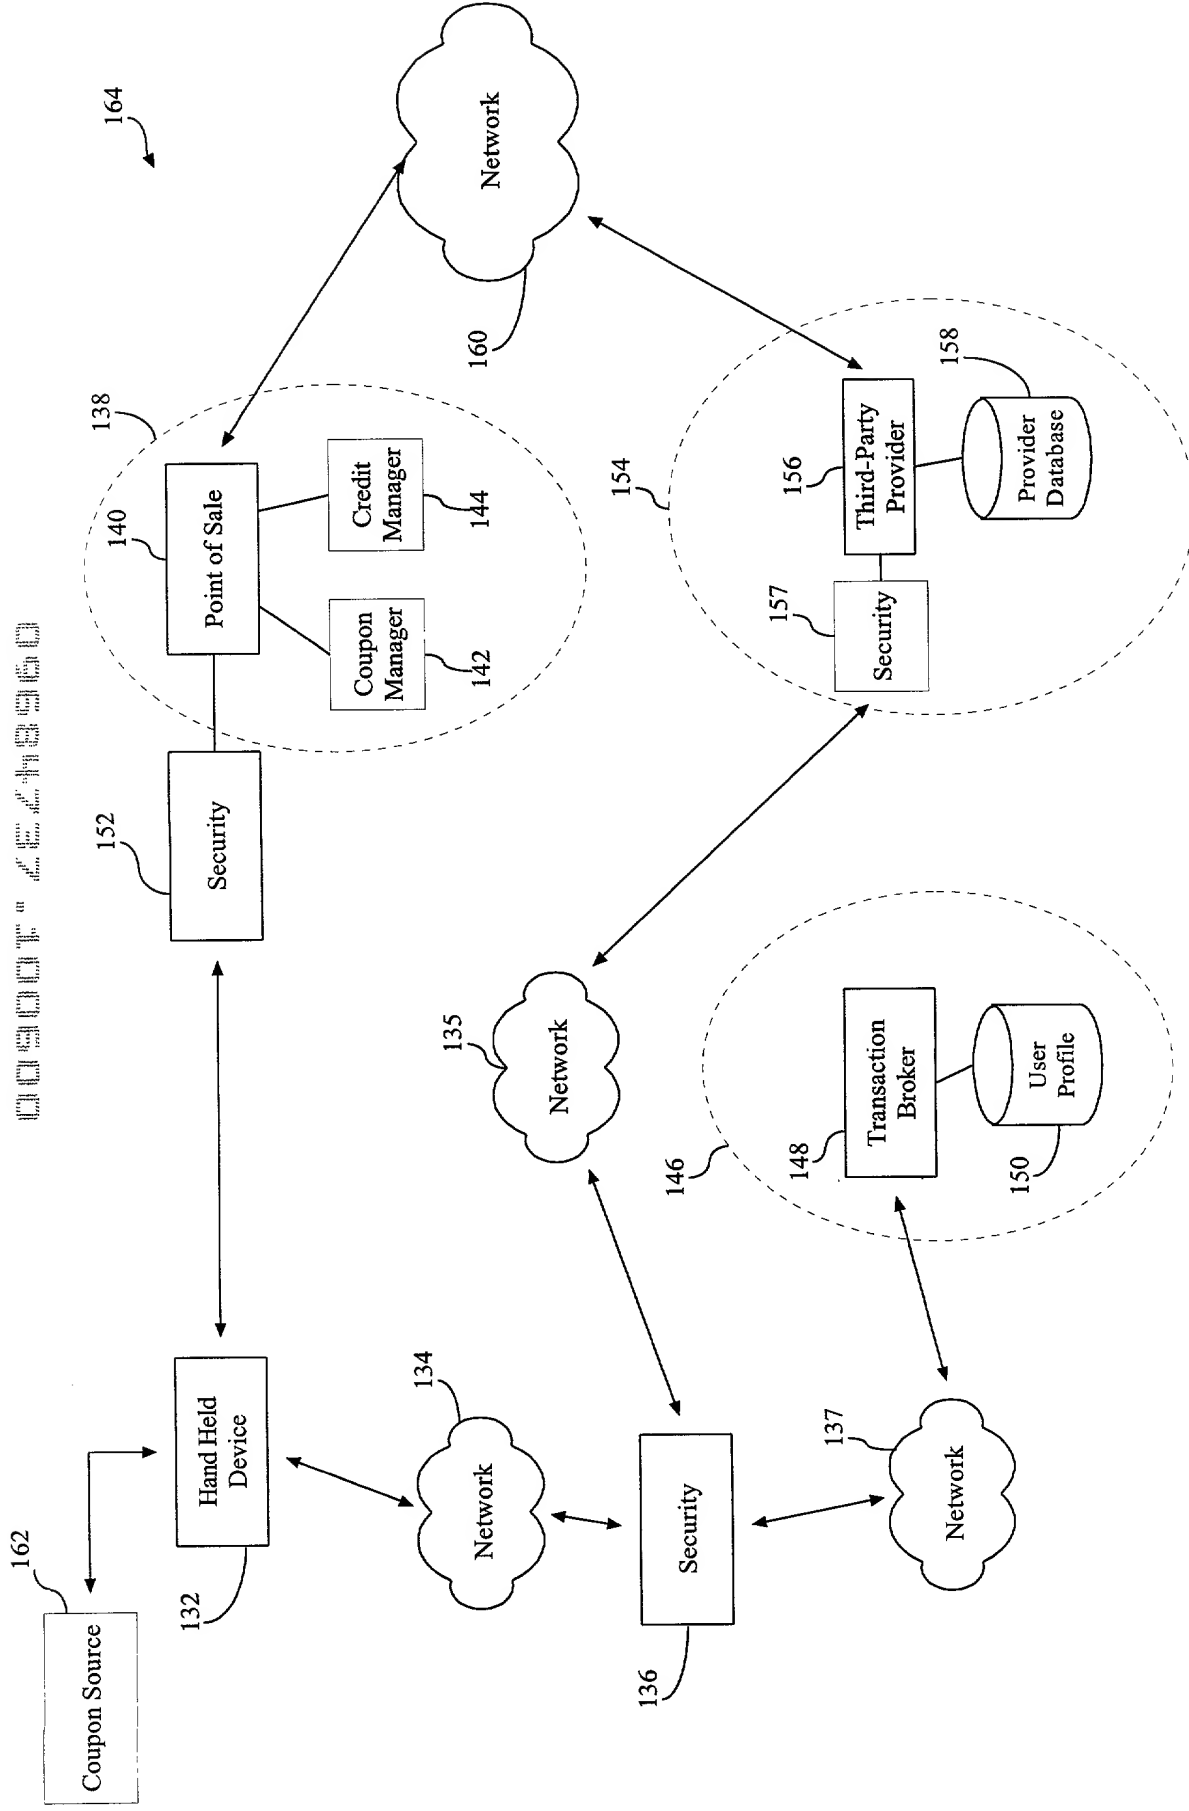 09684737.100600
162
Coupon Source
164
132
Hand Held
Device
152
Security
140
Point of Sale
138
Coupon
Manager
142
Credit
Manager
144
134
Network
135
Network
160
Network
136
Security
146
154
137
Network
148
Transaction
Broker
150
User
Profile
157
Security
156
Third-Party
Provider
158
Provider
Database